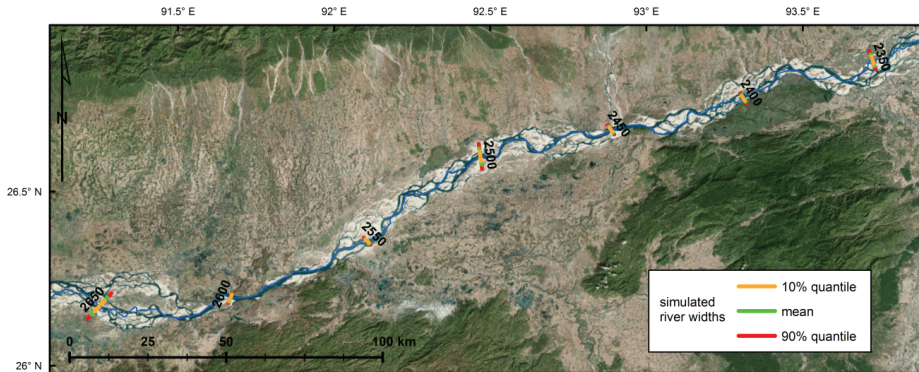 91.5° E 92° E 92.5° E 93° E 93.5° E
N
2350
2400
2450
2500
2550
2600
2650
26.5° N
26° N
0 25 50 100 km
simulated river widths
10% quantile
mean
90% quantile